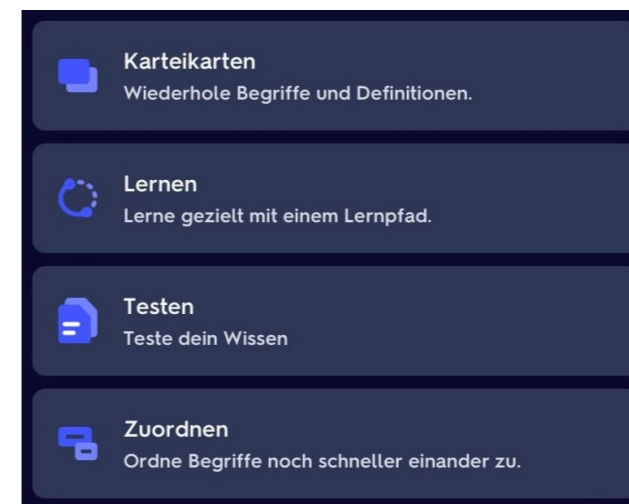 Karteikarten
Wiederhole Begriffe und Definitionen.
Lernen
Lerne gezielt mit einem Lernpfad.
Testen
Teste dein Wissen
Zuordnen
Ordne Begriffe noch schneller einander zu.